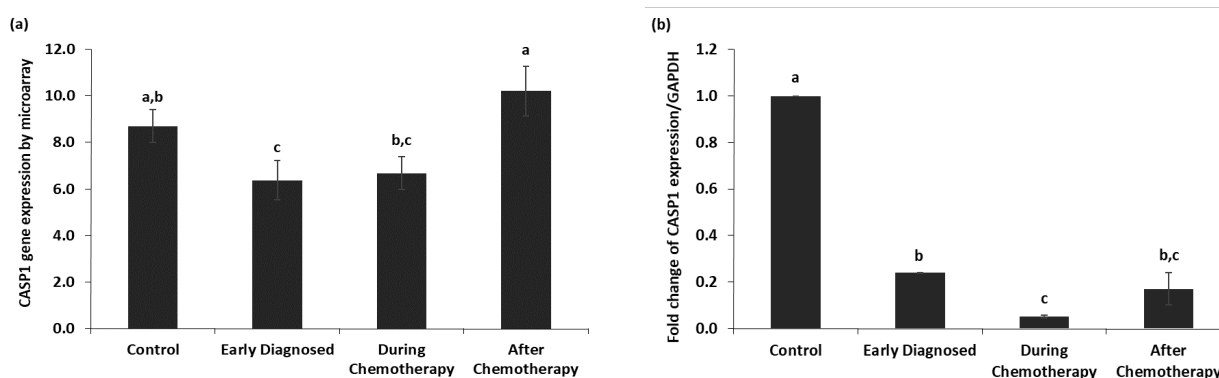 (a)
CASP1 gene expression by microarray
12.0
10.0
8.0
6.0
4.0
2.0
0.0
a,b
c
b,c
a
Control
Early Diagnosed
During
Chemotherapy
After
Chemotherapy
(b)
Fold change of CASP1 expression/GAPDH
1.0
0.8
0.6
0.4
0.2
0.0
a
b
c
b,c
Control
Early Diagnosed
During
Chemotherapy
After
Chemotherapy